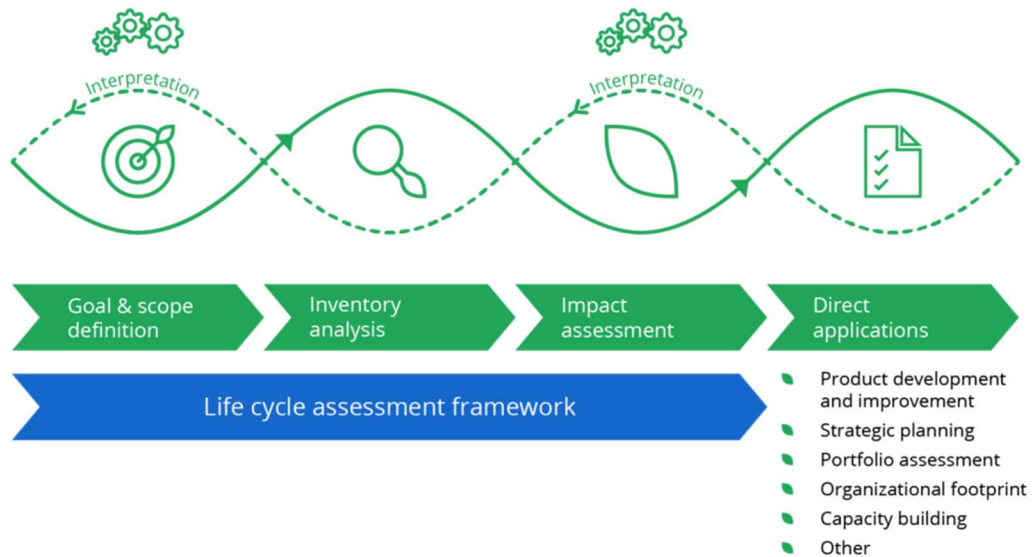 Interpretation
Interpretation
Goal & scope
definition
Inventory
analysis
Impact
assessment
Direct
applications
Life cycle assessment framework
Product development
and improvement
Strategic planning
Portfolio assessment
Organizational footprint
Capacity building
Other